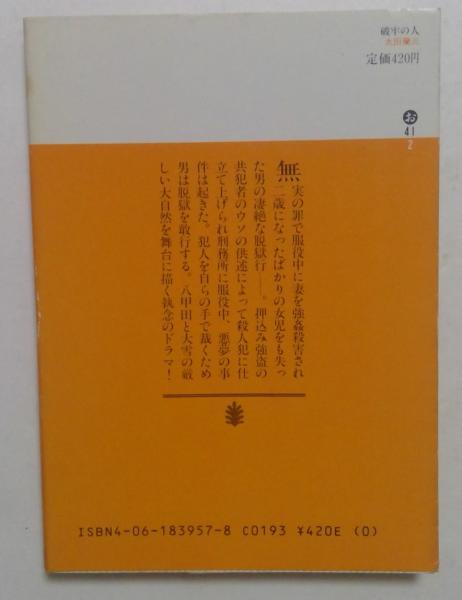 破牢の人
太田蘭三
定価420円
お
41
2
無実の罪で服役中に妻を強姦殺害され
二歳になったばかりの女児をも失っ
た男の凄絶な脱獄行——。押込み強盗の
共犯者のウソの供述によって殺人犯に仕
立て上げられ刑務所に服役中、悪夢の事
件は起きた。犯人を自らの手で裁くため
男は脱獄を敢行する。八甲田と大雪の厳
しい大自然を舞台に描く執念のドラマ！
ISBN4-06-183957-8 C0193 ¥420E (0)